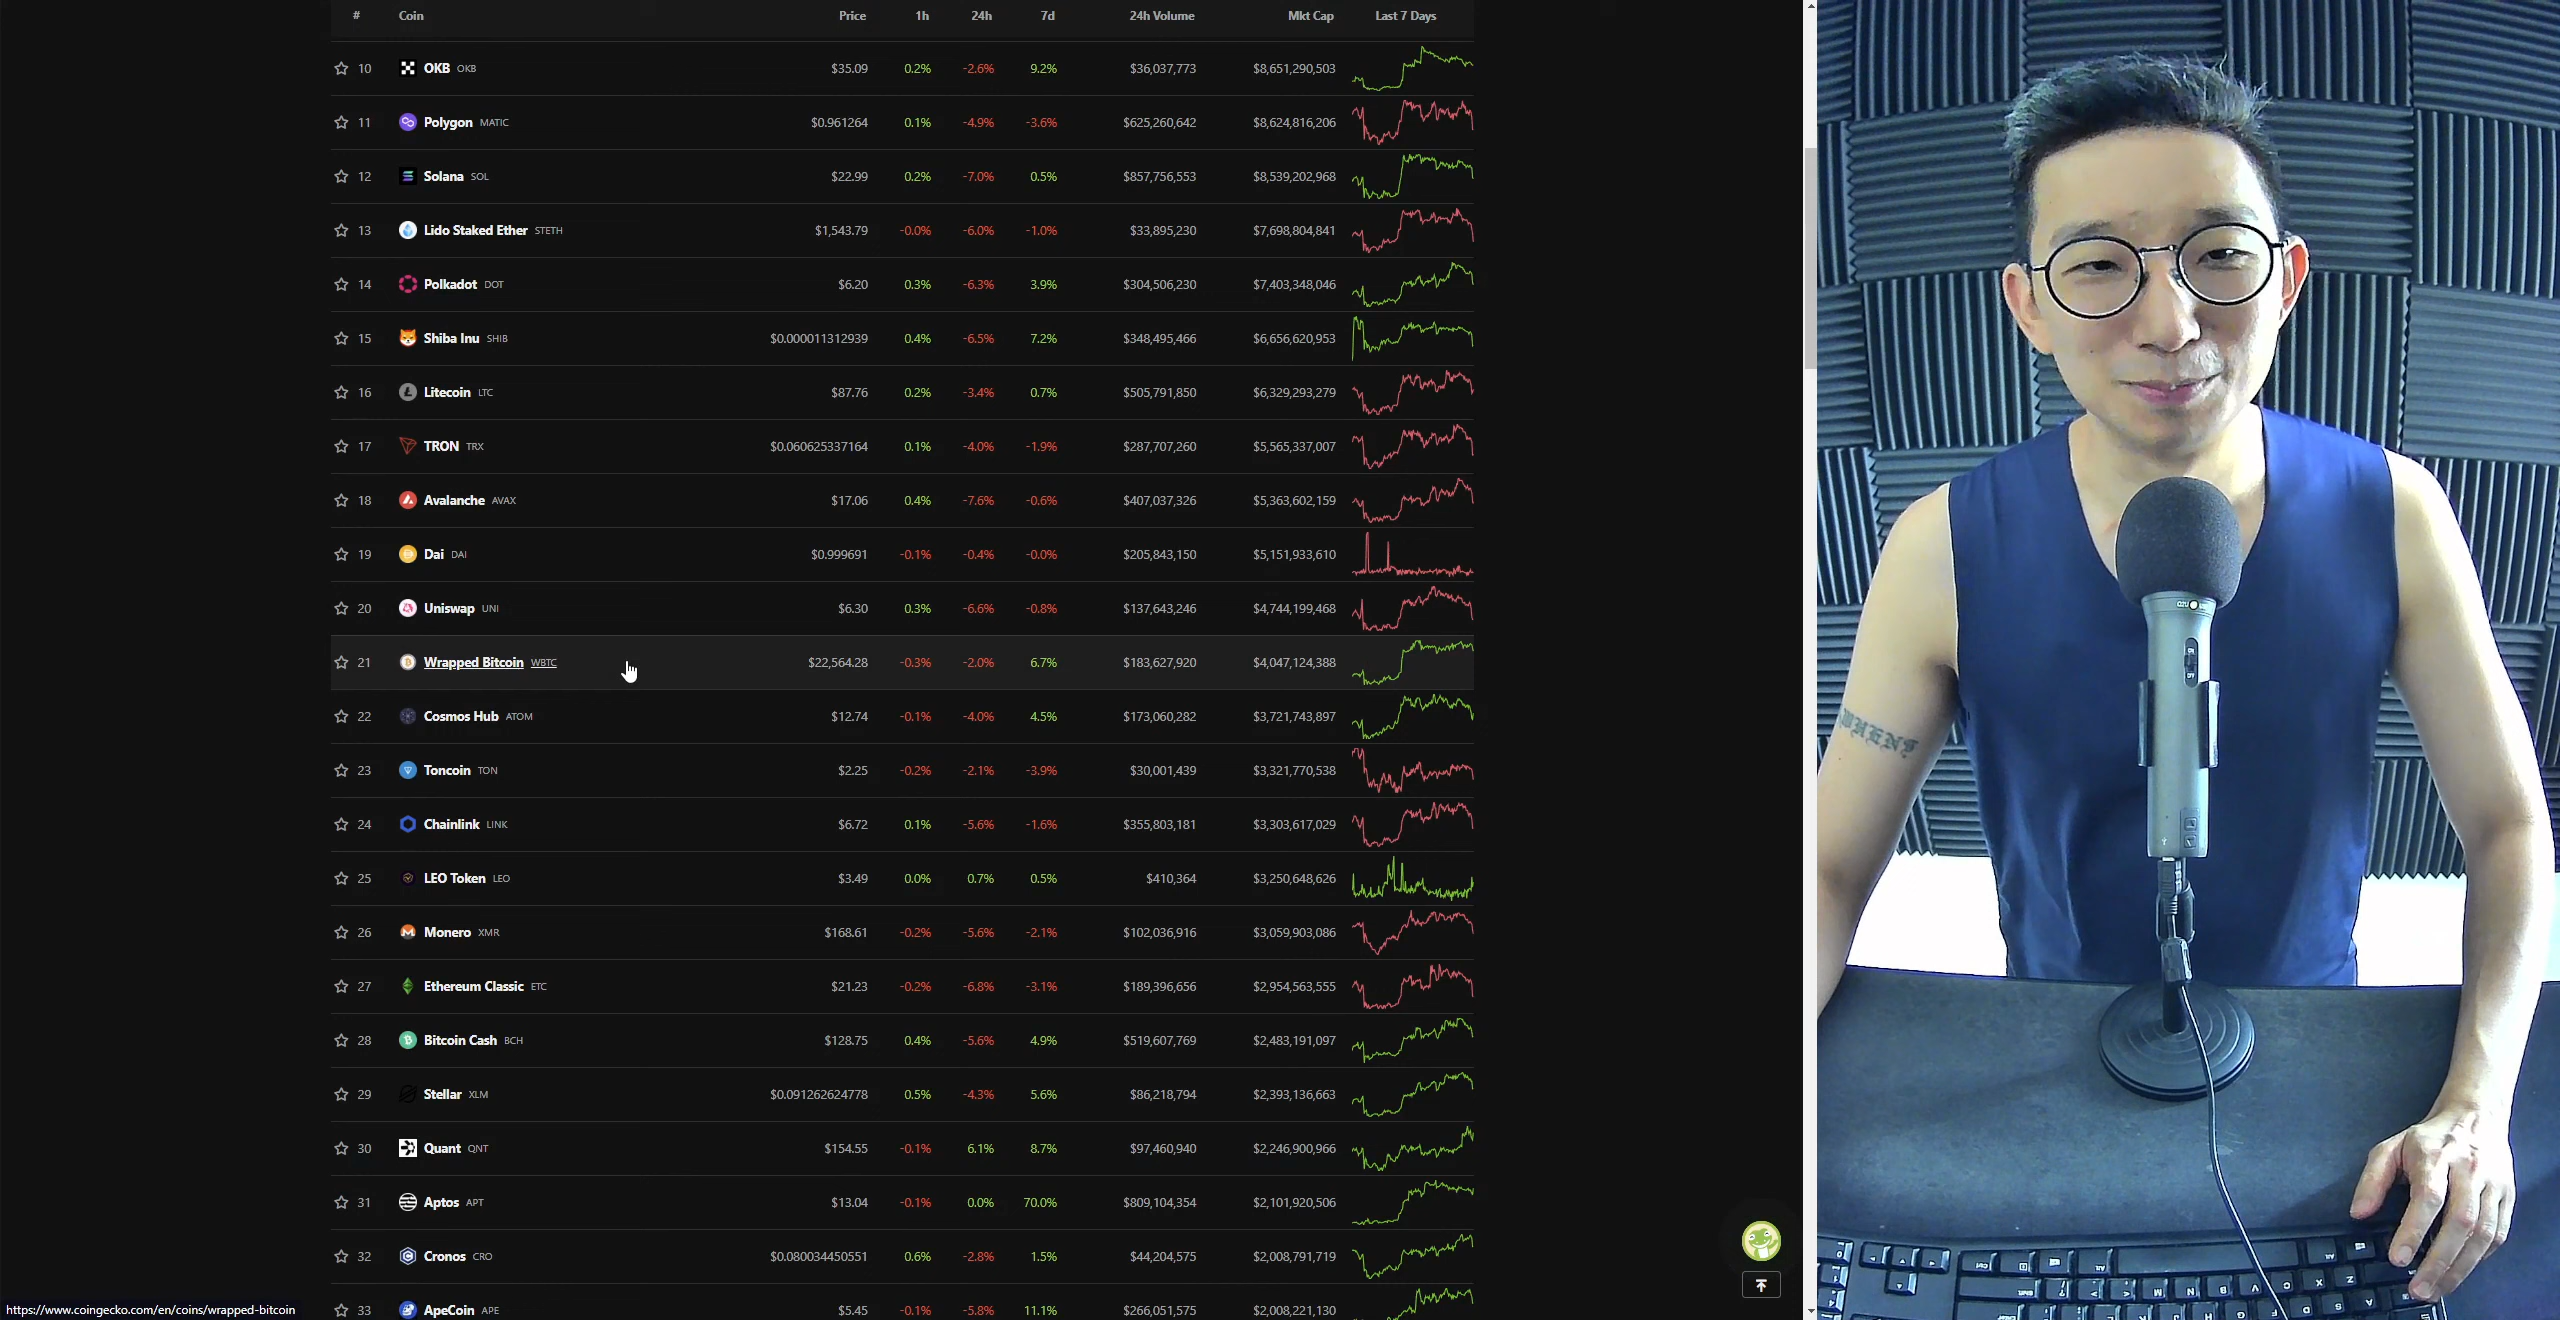 # Coin Price 1h 24h 7d 24h Volume Mkt Cap Last 7 Days
10 OKB OKB $35.09 0.2% -2.6% 9.2% $36,037,773 $8,651,290,503
11 Polygon MATIC $0.961264 0.1% -4.9% -3.6% $625,260,642 $8,624,816,206
12 Solana SOL $22.99 0.2% -7.0% 0.5% $857,756,553 $8,539,202,968
13 Lido Staked Ether STETH $1,543.79 -0.0% -6.0% -1.0% $33,895,230 $7,698,804,841
14 Polkadot DOT $6.20 0.3% -6.3% 3.9% $304,506,230 $7,403,348,046
15 Shiba Inu SHIB $0.000011312939 0.4% -6.5% 7.2% $348,495,466 $6,656,620,953
16 Litecoin LTC $87.76 0.2% -3.4% 0.7% $505,791,850 $6,329,293,279
17 TRON TRX $0.060625337164 0.1% -4.0% -1.9% $287,707,260 $5,565,337,007
18 Avalanche AVAX $17.06 0.4% -7.6% -0.6% $407,037,326 $5,363,602,159
19 Dai DAI $0.999691 -0.1% -0.4% -0.0% $205,843,150 $5,151,933,610
20 Uniswap UNI $6.30 0.3% -6.6% -0.8% $137,643,246 $4,744,199,468
21 Wrapped Bitcoin WBTC $22,564.28 -0.3% -2.0% 6.7% $183,627,920 $4,047,124,388
22 Cosmos Hub ATOM $12.74 -0.1% -4.0% 4.5% $173,060,282 $3,721,743,897
23 Toncoin TON $2.25 -0.2% -2.1% -3.9% $30,001,439 $3,321,770,538
24 Chainlink LINK $6.72 0.1% -5.6% -1.6% $355,803,181 $3,303,617,029
25 LEO Token LEO $3.49 0.0% 0.7% 0.5% $410,364 $3,250,648,626
26 Monero XMR $168.61 -0.2% -5.6% -2.1% $102,036,916 $3,059,903,086
27 Ethereum Classic ETC $21.23 -0.2% -6.8% -3.1% $189,396,656 $2,954,563,555
28 Bitcoin Cash BCH $128.75 0.4% -5.6% 4.9% $519,607,769 $2,483,191,097
29 Stellar XLM $0.091262624778 0.5% -4.3% 5.6% $86,218,794 $2,393,136,663
30 Quant QNT $154.55 -0.1% 6.1% 8.7% $97,460,940 $2,246,900,966
31 Aptos APT $13.04 -0.1% 0.0% 70.0% $809,104,354 $2,101,920,506
32 Cronos CRO $0.080034450551 0.6% -2.8% 1.5% $44,204,575 $2,008,791,719
33 ApeCoin APE $5.45 -0.1% -5.8% 11.1% $266,051,575 $2,008,221,130
https://www.coingecko.com/en/coins/wrapped-bitcoin